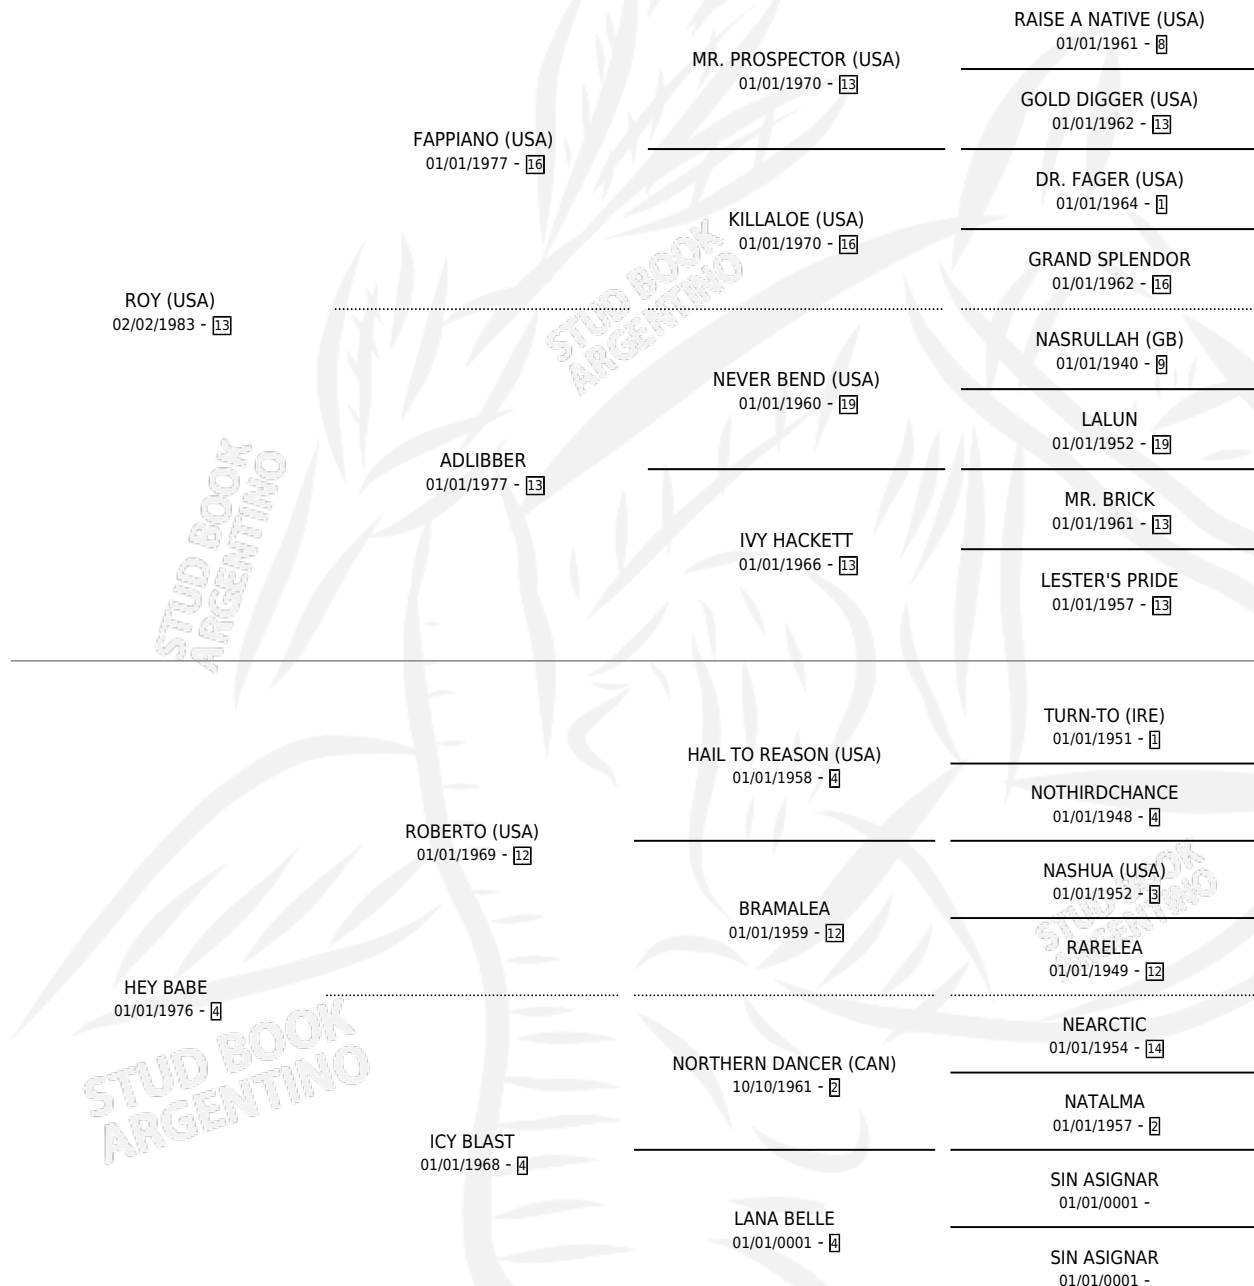 RAISE A NATIVE (USA)
01/01/1961 - 8
MR. PROSPECTOR (USA)
01/01/1970 - 13
GOLD DIGGER (USA)
01/01/1962 - 13
FAPPIANO (USA)
01/01/1977 - 16
DR. FAGER (USA)
01/01/1964 - 1
KILLALOE (USA)
01/01/1970 - 16
GRAND SPLENDOR
01/01/1962 - 16
ROY (USA)
02/02/1983 - 13
STUD BOOK
ARGENTINO
NASRULLAH (GB)
01/01/1940 - 9
NEVER BEND (USA)
01/01/1960 - 19
LALUN
01/01/1952 - 19
ADLIBBER
01/01/1977 - 13
MR. BRICK
01/01/1961 - 13
IVY HACKETT
01/01/1966 - 13
LESTER'S PRIDE
01/01/1957 - 13
STUD BOOK
ARGENTINO
TURN-TO (IRE)
01/01/1951 - 1
HAIL TO REASON (USA)
01/01/1958 - 4
NOTHIRDCHANCE
01/01/1948 - 4
ROBERTO (USA)
01/01/1969 - 12
NASHUA (USA)
01/01/1952 - 3
BRAMALEA
01/01/1959 - 12
RARELEA
01/01/1949 - 12
STUD BOOK
ARGENTINO
HEY BABE
01/01/1976 - 4
NEARCTIC
01/01/1954 - 14
NORTHERN DANCER (CAN)
10/10/1961 - 2
NATALMA
01/01/1957 - 2
STUD BOOK
ARGENTINO
ICY BLAST
01/01/1968 - 4
SIN ASIGNAR
01/01/0001 -
LANA BELLE
01/01/0001 - 4
SIN ASIGNAR
01/01/0001 -